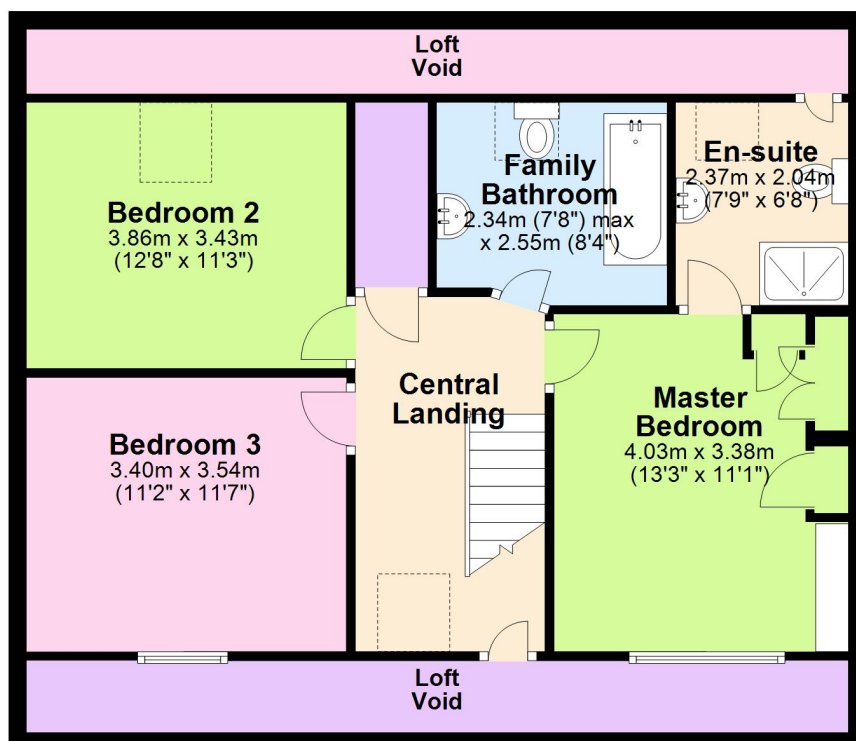 Loft
Void
Bedroom 2
3.86m x 3.43m
(12'8" x 11'3")
Family
Bathroom
2.34m (7'8") max
x 2.55m (8'4")
En-suite
2.37m x 2.04m
(7'9" x 6'8")
Central
Landing
Master
Bedroom
4.03m x 3.38m
(13'3" x 11'1")
Bedroom 3
3.40m x 3.54m
(11'2" x 11'7")
Loft
Void